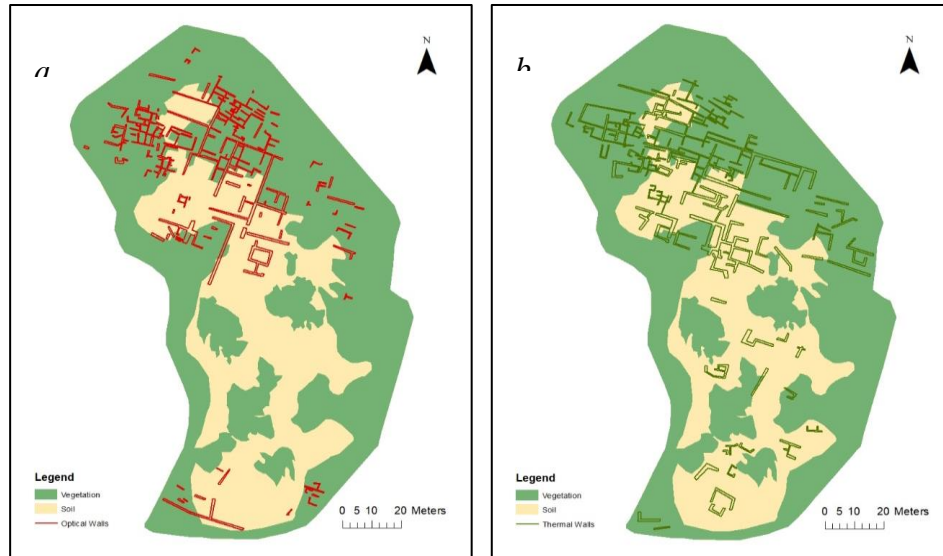 a
N
Legend
Vegetation
Soil
Optical Walls
0 5 10 20 Meters
b
N
Legend
Vegetation
Soil
Thermal Walls
0 5 10 20 Meters